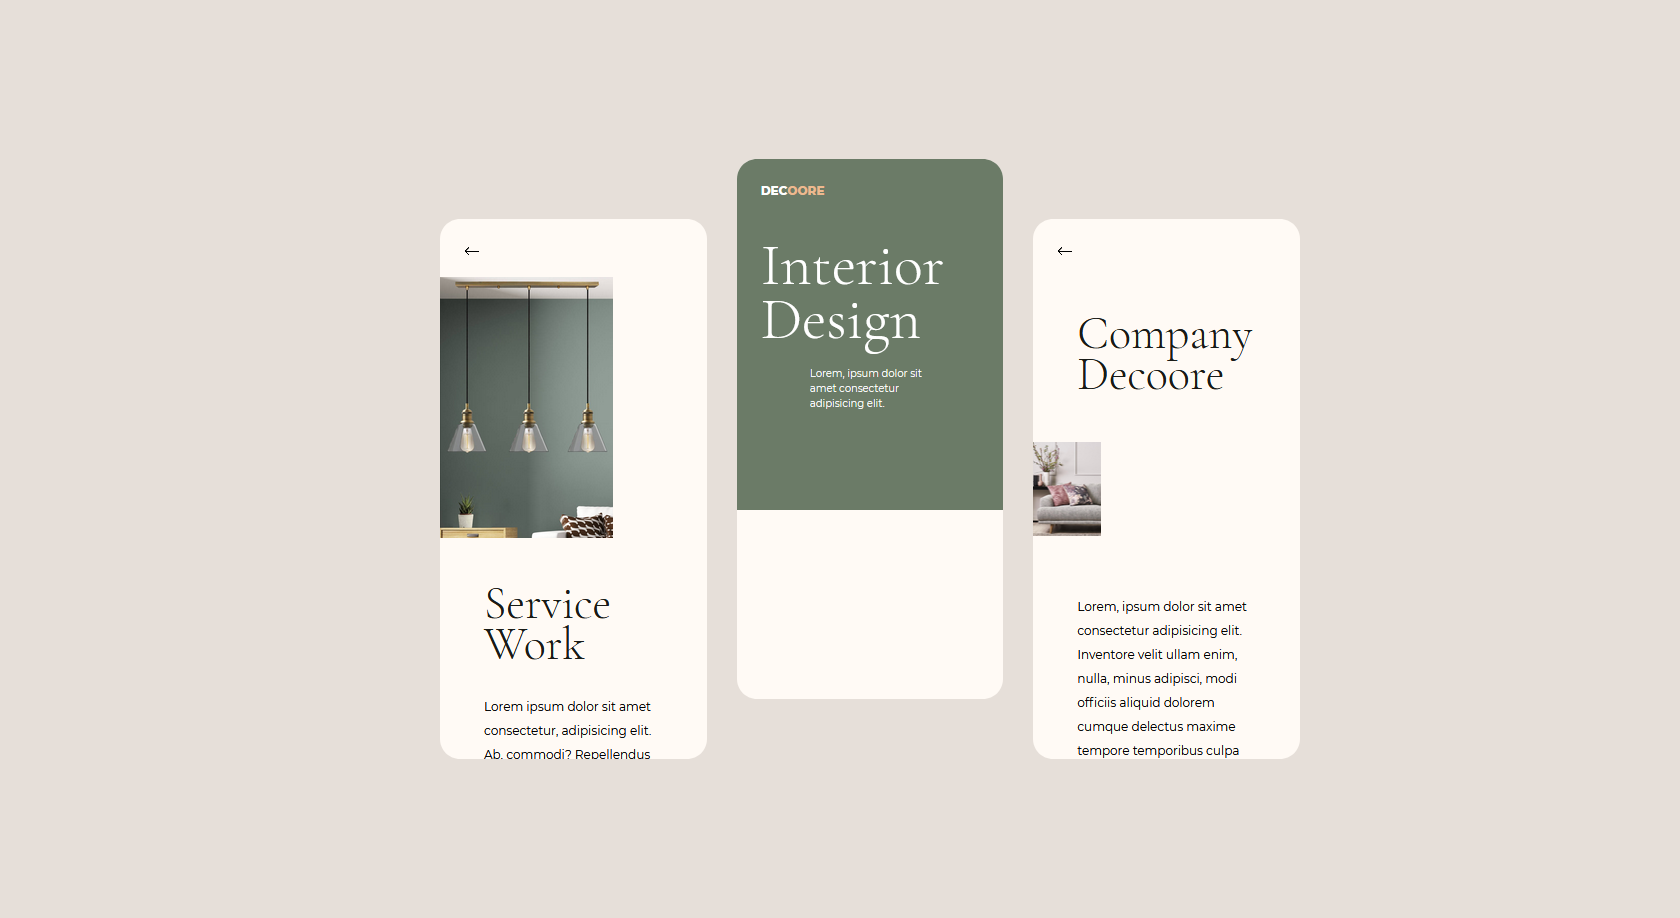 Service
Work
Lorem ipsum dolor sit amet
consectetur, adipisicing elit.
Ab, commodi? Repellendus
DECOORE
Interior
Design
Lorem, ipsum dolor sit
amet consectetur
adipisicing elit.
Company
Decoore
Lorem, ipsum dolor sit amet
consectetur adipisicing elit.
Inventore velit ullam enim,
nulla, minus adipisci, modi
officiis aliquid dolorem
cumque delectus maxime
tempore temporibus culpa